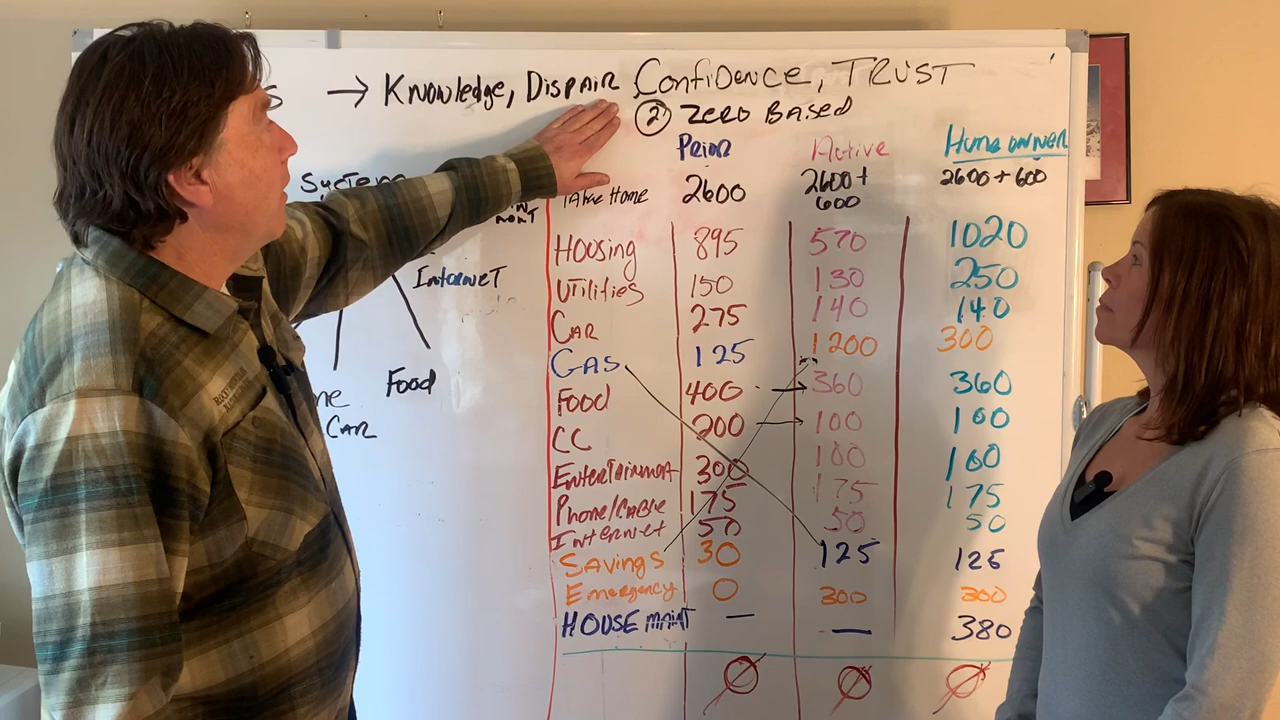 S → Knowledge, Dispair, Confidence, TRUST
② Zero Based
Prior Active Home owner
System
Take Home 2600 2600+ 600 2600 + 600
MONT
Housing 895 570 1020
Internet
Utilities 150 130 250
Car 275 140 140
Gas 125 1200 300
Food
Food 400 360 360
CC 200 100 100
CAR
Entertainment 300 100 100
Phone/Cable 175 175 175
Internet 50 50 50
Savings 30 125 125
Emergency 0 300 300
HOUSE MAINT — — 380
Ø Ø Ø